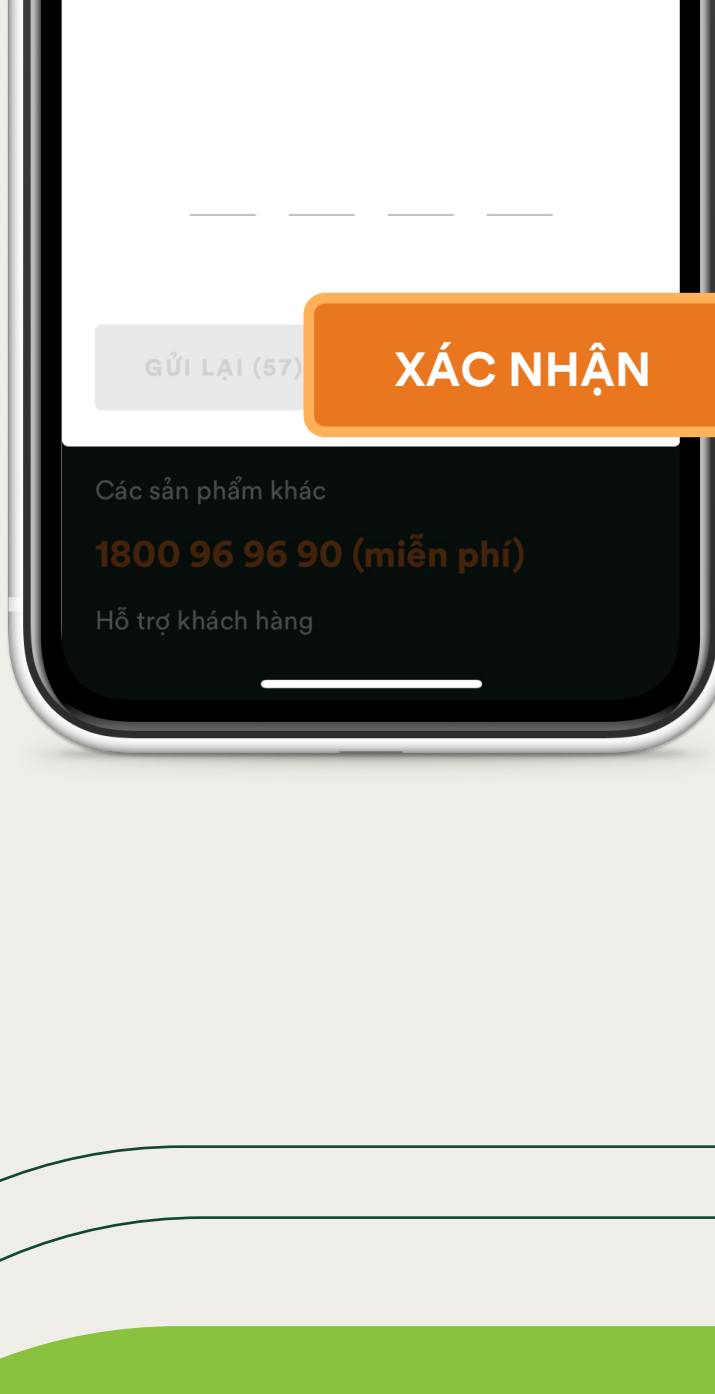 GỬI LẠI (57)
XÁC NHẬN
Các sản phẩm khác
1800 96 96 90 (miễn phí)
Hỗ trợ khách hàng